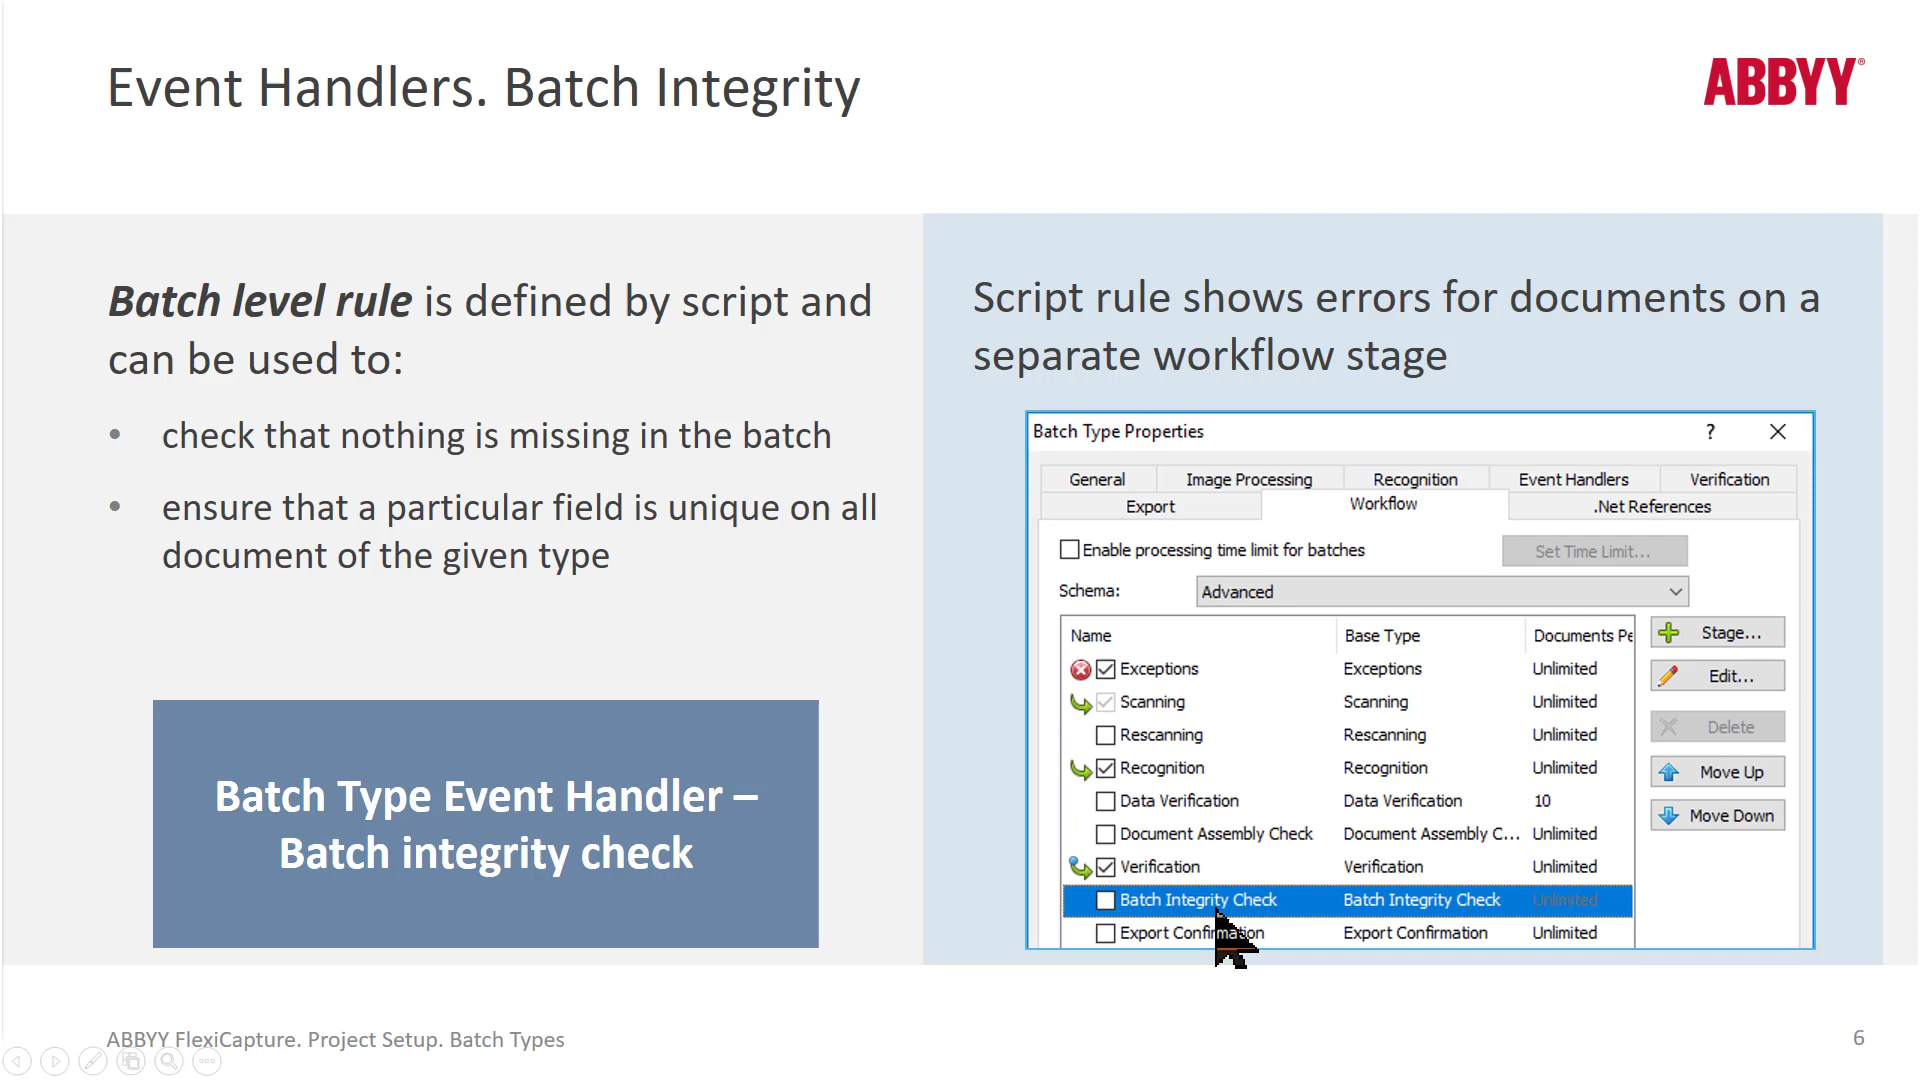 Event Handlers. Batch Integrity
ABBYY®
Batch level rule is defined by script and
can be used to:
• check that nothing is missing in the batch
• ensure that a particular field is unique on all
document of the given type
Batch Type Event Handler –
Batch integrity check
Script rule shows errors for documents on a
separate workflow stage
Batch Type Properties ?
General Image Processing Recognition Event Handlers Verification
Export Workflow .Net References
Enable processing time limit for batches Set Time Limit...
Schema: Advanced
Name Base Type Documents Pe
Exceptions Exceptions Unlimited
Scanning Scanning Unlimited
Rescanning Rescanning Unlimited
Recognition Recognition Unlimited
Data Verification Data Verification 10
Document Assembly Check Document Assembly C... Unlimited
Verification Verification Unlimited
Batch Integrity Check Batch Integrity Check Unlimited
Export Confirmation Export Confirmation Unlimited
Stage...
Edit...
Delete
Move Up
Move Down
ABBYY FlexiCapture. Project Setup. Batch Types
6